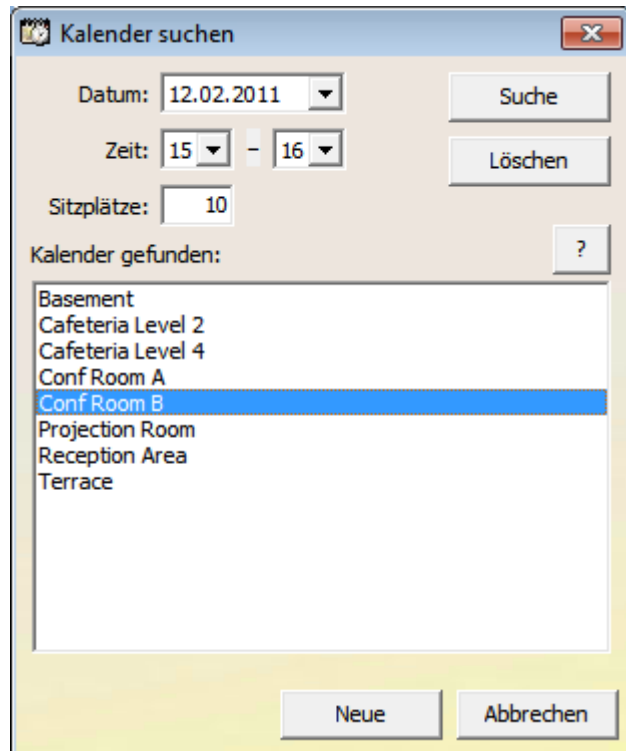 Kalender suchen
Datum: 12.02.2011 Suche
Zeit: 15 - 16 Löschen
Sitzplätze: 10
Kalender gefunden: ?
Basement
Cafeteria Level 2
Cafeteria Level 4
Conf Room A
Conf Room B
Projection Room
Reception Area
Terrace
Neue Abbrechen